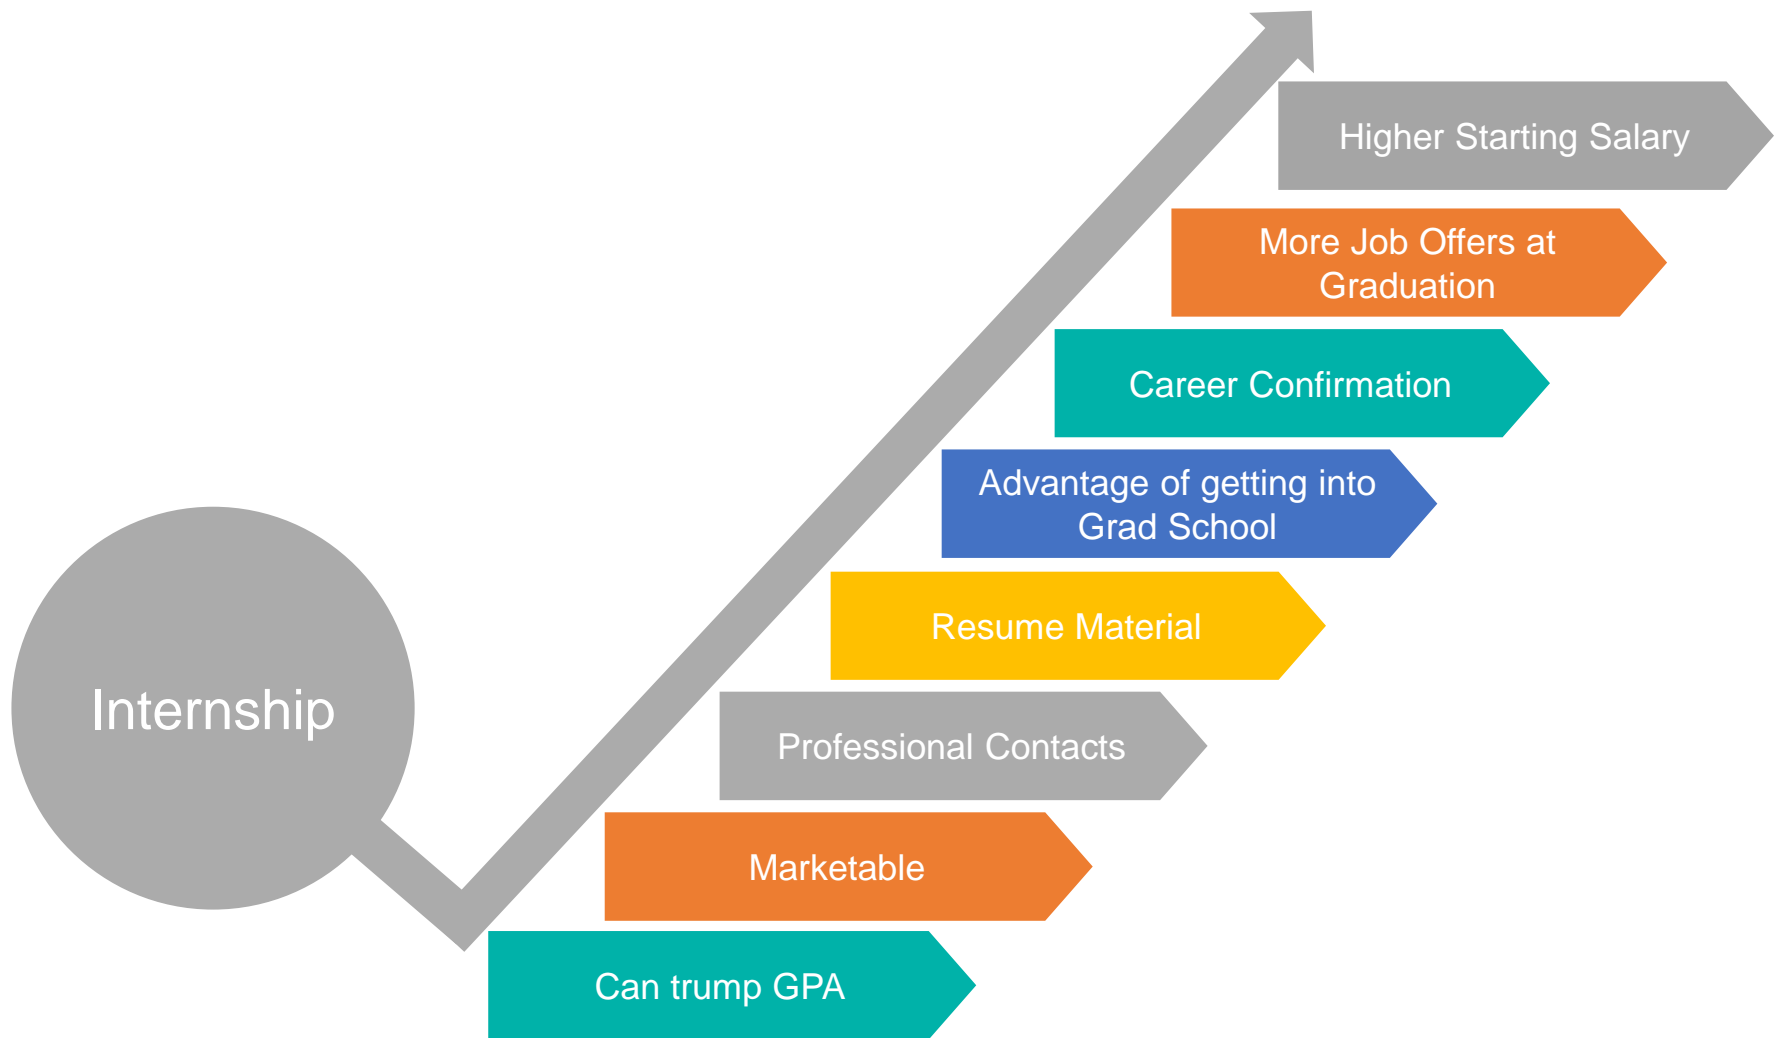 Higher Starting Salary
More Job Offers at
Graduation
Career Confirmation
Advantage of getting into
Grad School
Resume Material
Internship
Professional Contacts
Marketable
Can trump GPA